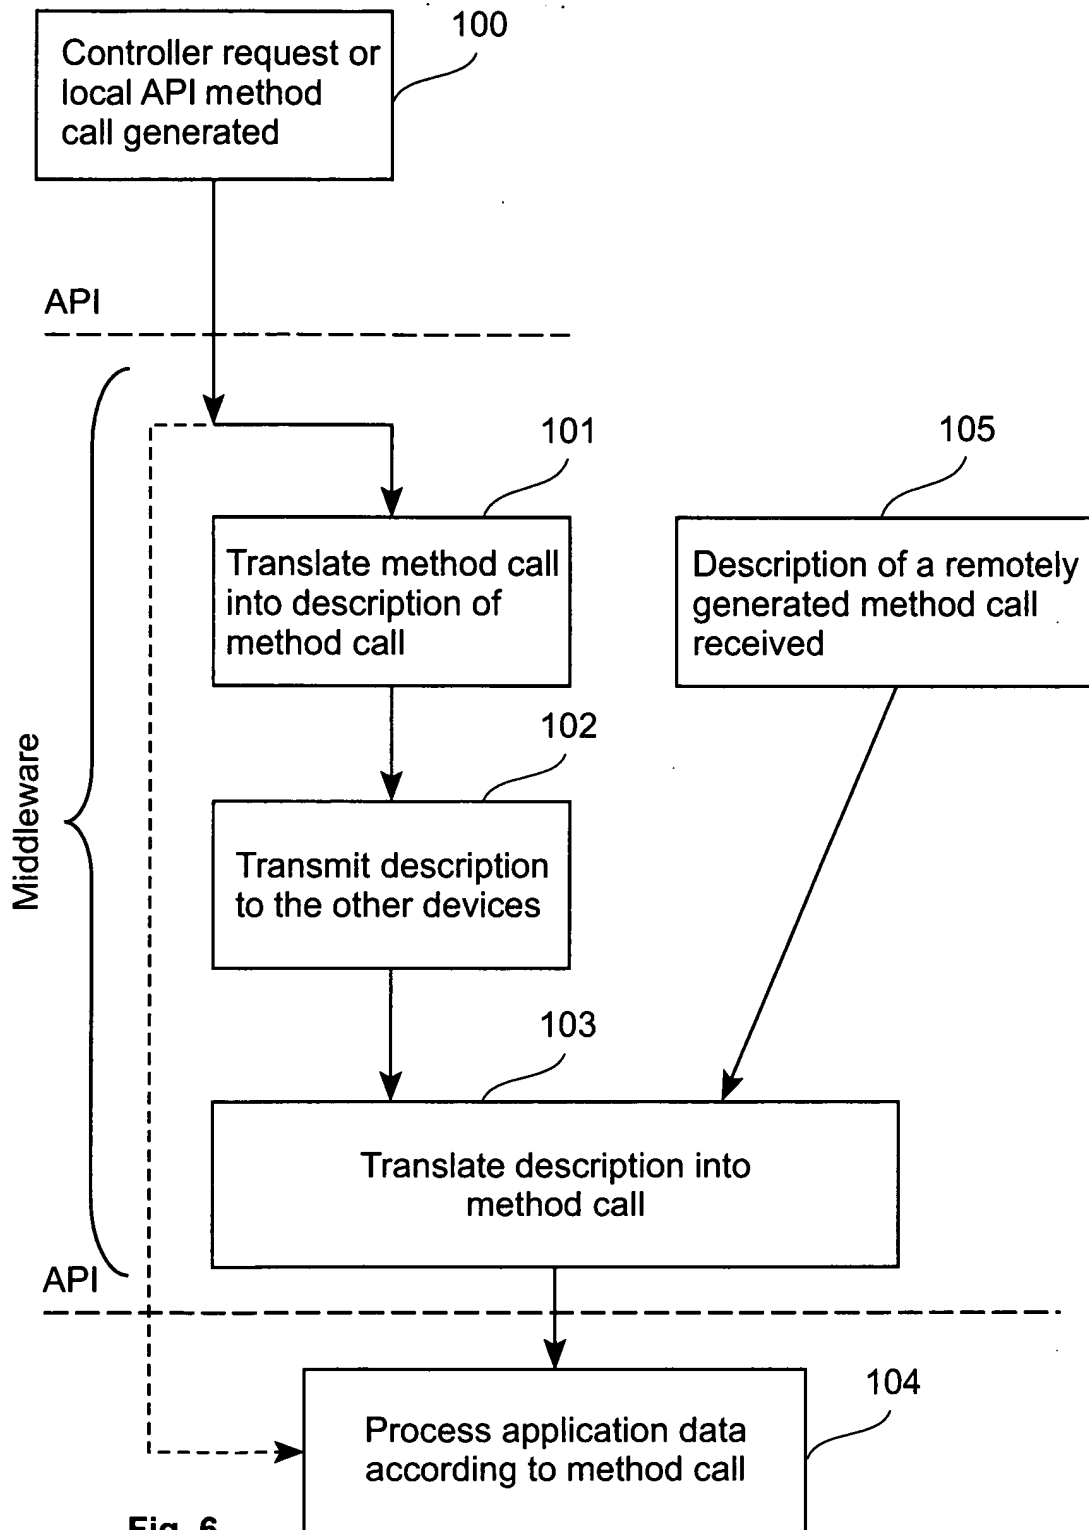 100
Controller request or
local API method
call generated
API
101
105
Translate method call
into description of
method call
Description of a remotely
generated method call
received
102
Middleware
Transmit description
to the other devices
103
Translate description into
method call
API
104
Process application data
according to method call
Fig. 6